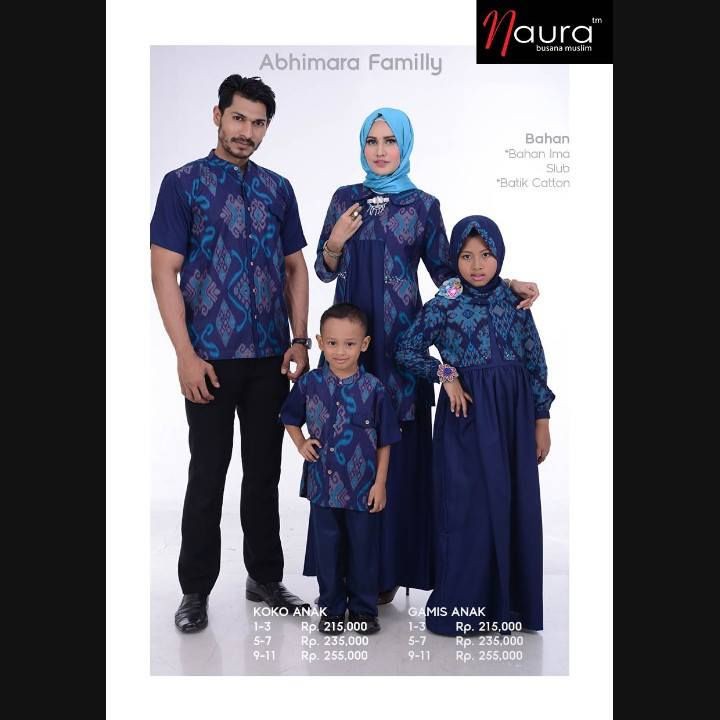 naura™
busana muslim
Abhimara Familly
Bahan
*Bahan Ima
Slub
*Batik Catton
KOKO ANAK
1-3 Rp. 215,000
5-7 Rp. 235,000
9-11 Rp. 255,000
GAMIS ANAK
1-3 Rp. 215,000
5-7 Rp. 235,000
9-11 Rp. 255,000